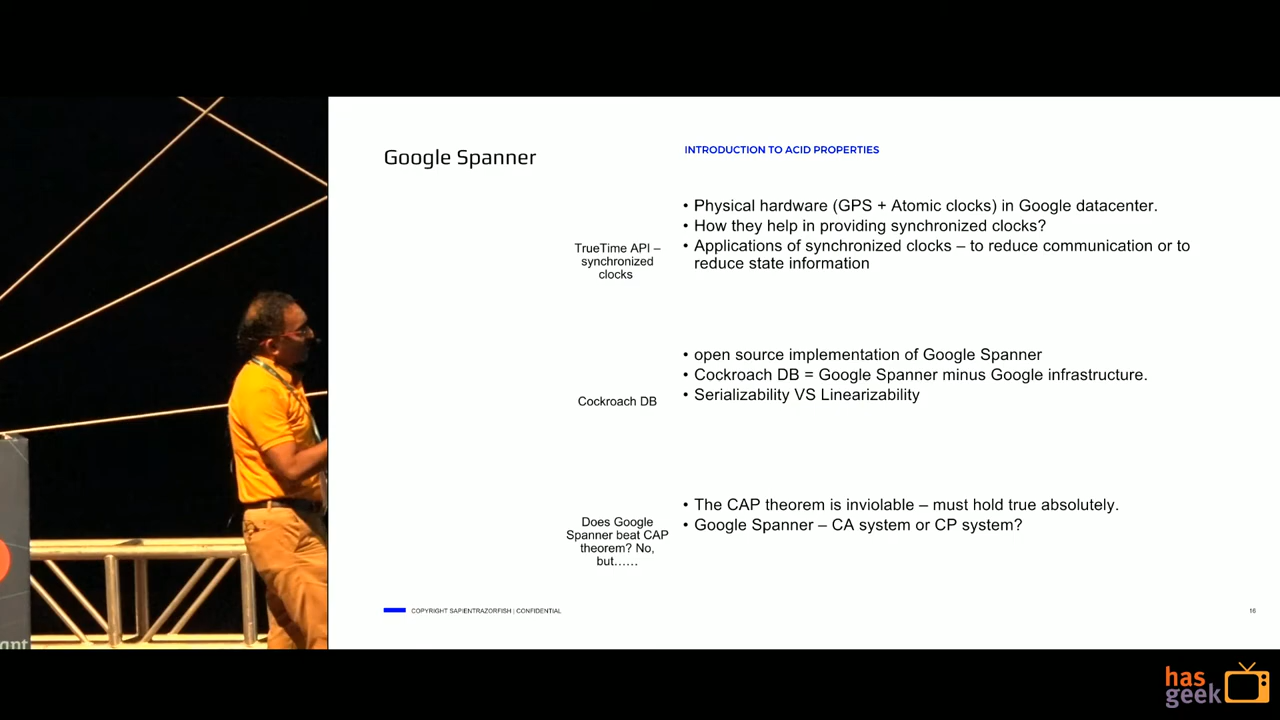 Google Spanner
INTRODUCTION TO ACID PROPERTIES
TrueTime API –
synchronized
clocks
• Physical hardware (GPS + Atomic clocks) in Google datacenter.
• How they help in providing synchronized clocks?
• Applications of synchronized clocks – to reduce communication or to
reduce state information
Cockroach DB
• open source implementation of Google Spanner
• Cockroach DB = Google Spanner minus Google infrastructure.
• Serializability VS Linearizability
Does Google
Spanner beat CAP
theorem? No,
but......
• The CAP theorem is inviolable – must hold true absolutely.
• Google Spanner – CA system or CP system?
COPYRIGHT SAPIENTRAZORFISH | CONFIDENTIAL
16
has
geek